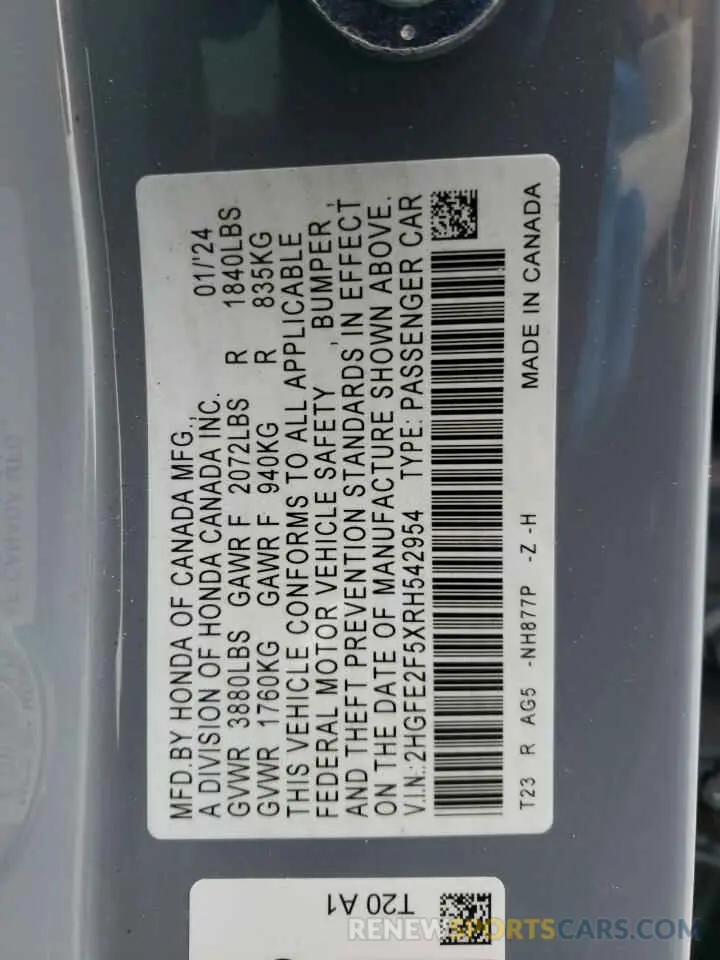 MFD. BY HONDA OF CANADA MFG.,
A DIVISION OF HONDA CANADA INC. 01/'24
GVWR 3880LBS GAWR F 2072LBS R 1840LBS
GVWR 1760KG GAWR F 940KG R 835KG
THIS VEHICLE CONFORMS TO ALL APPLICABLE
FEDERAL MOTOR VEHICLE SAFETY , BUMPER ,
AND THEFT PREVENTION STANDARDS IN EFFECT
ON THE DATE OF MANUFACTURE SHOWN ABOVE.
V.I.N.:2HGFE2F5XRH542954 TYPE: PASSENGER CAR
T23 R AG5 -NH877P -Z -H MADE IN CANADA
T20 A1
RENEWSPORTSCARS.COM